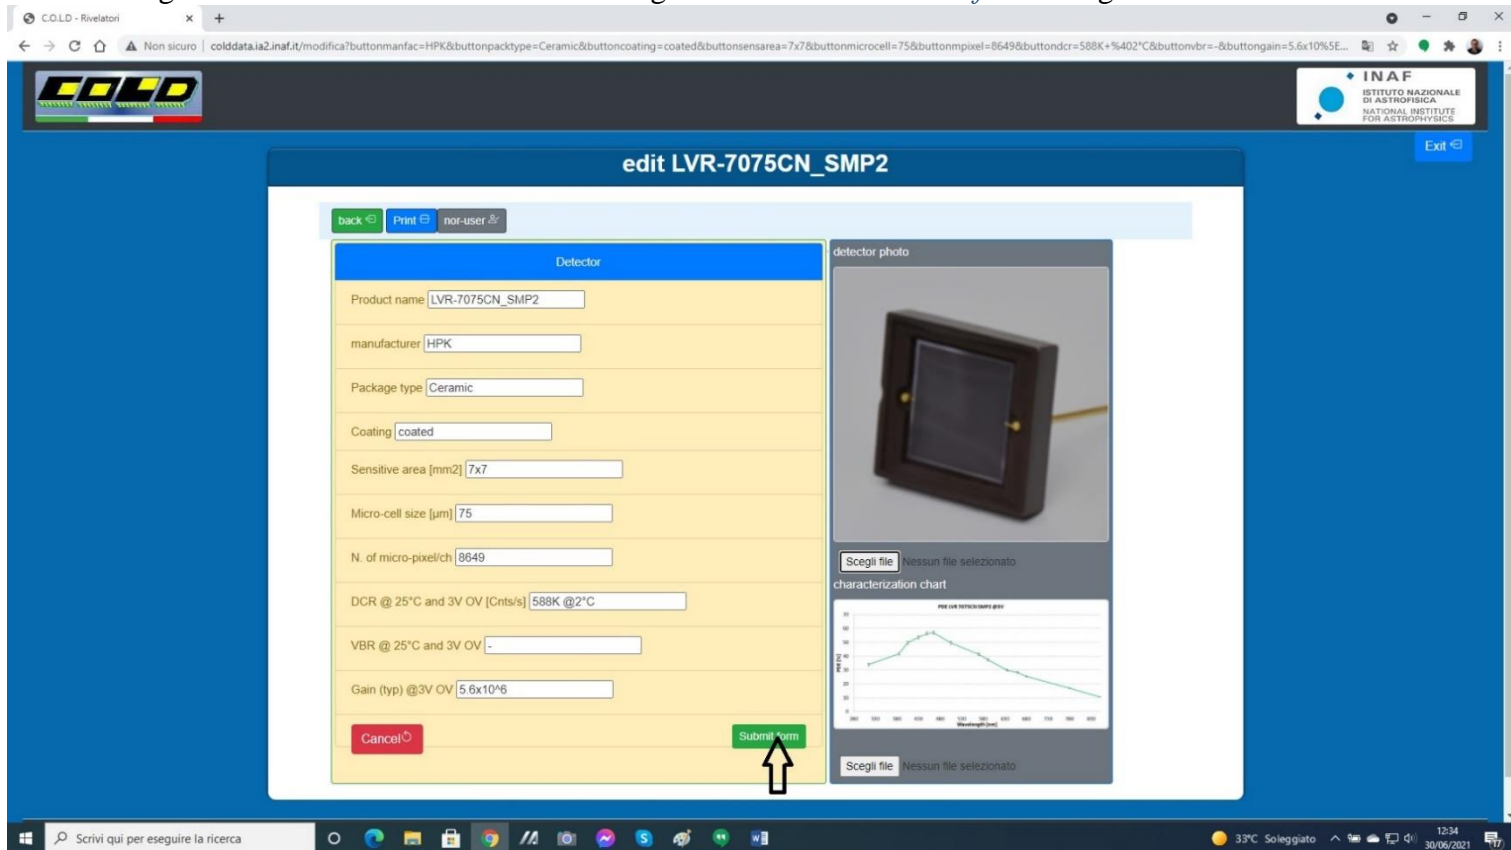 C.O.L.D - Rivelatori
Non sicuro | colddata.ia2.inaf.it/modifica?buttonmanfac=HPK&buttonpacktype=Ceramic&buttoncoating=coated&buttonsensarea=7x7&buttonmicrocell=75&buttonmpixel=8649&buttondcr=588K+%402°C&buttonvbr=-&buttongain=5.6x10%5E...
COLD
INAF
ISTITUTO NAZIONALE
DI ASTROFISICA
NATIONAL INSTITUTE
FOR ASTROPHYSICS
Exit
edit LVR-7075CN_SMP2
back Print nor-user
Detector
Product name LVR-7075CN_SMP2
manufacturer HPK
Package type Ceramic
Coating coated
Sensitive area [mm2] 7x7
Micro-cell size [µm] 75
N. of micro-pixel/ch 8649
DCR @ 25°C and 3V OV [Cnts/s] 588K @2°C
VBR @ 25°C and 3V OV -
Gain (typ) @3V OV 5.6x10^6
Cancel Submit form
detector photo
Scegli file Nessun file selezionato
characterization chart
Wavelength [nm]
Scegli file Nessun file selezionato
Scrivi qui per eseguire la ricerca
33°C Soleggiato
12:34
30/06/2021